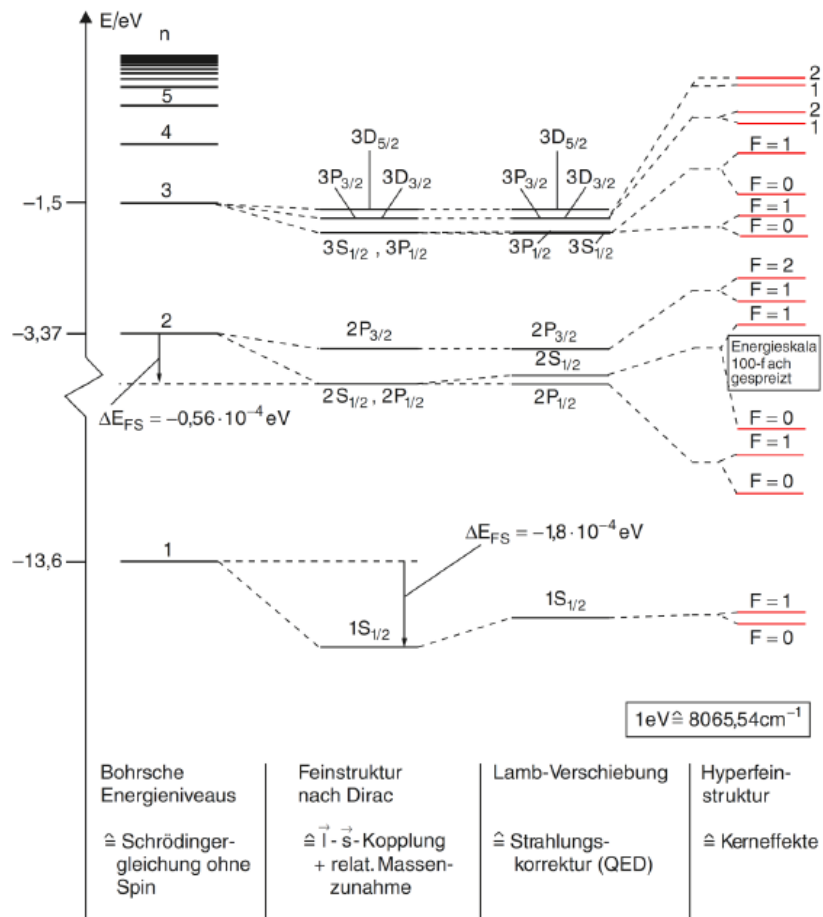 E/eV
n
5
4
3
−1,5
2
−3,37
ΔE_FS = −0,56 · 10⁻⁴ eV
1
−13,6
3D₅/₂
3P₃/₂ 3D₃/₂
3S₁/₂ , 3P₁/₂
2P₃/₂
2S₁/₂ , 2P₁/₂
1S₁/₂
ΔE_FS = −1,8 · 10⁻⁴ eV
3D₅/₂
3P₃/₂ 3D₃/₂
3P₁/₂ 3S₁/₂
2P₃/₂
2S₁/₂
2P₁/₂
1S₁/₂
2
1
2
1
F = 1
F = 0
F = 1
F = 0
F = 2
F = 1
F = 1
Energieskala
100-fach
gespreizt
F = 0
F = 1
F = 0
F = 1
F = 0
1eV ≙ 8065,54cm⁻¹
Bohrsche
Energieniveaus
≙ Schrödinger-
gleichung ohne
Spin
Feinstruktur
nach Dirac
≙ l⃗ - s⃗ - Kopplung
+ relat. Massen-
zunahme
Lamb-Verschiebung
≙ Strahlungs-
korrektur (QED)
Hyperfein-
struktur
≙ Kerneffekte